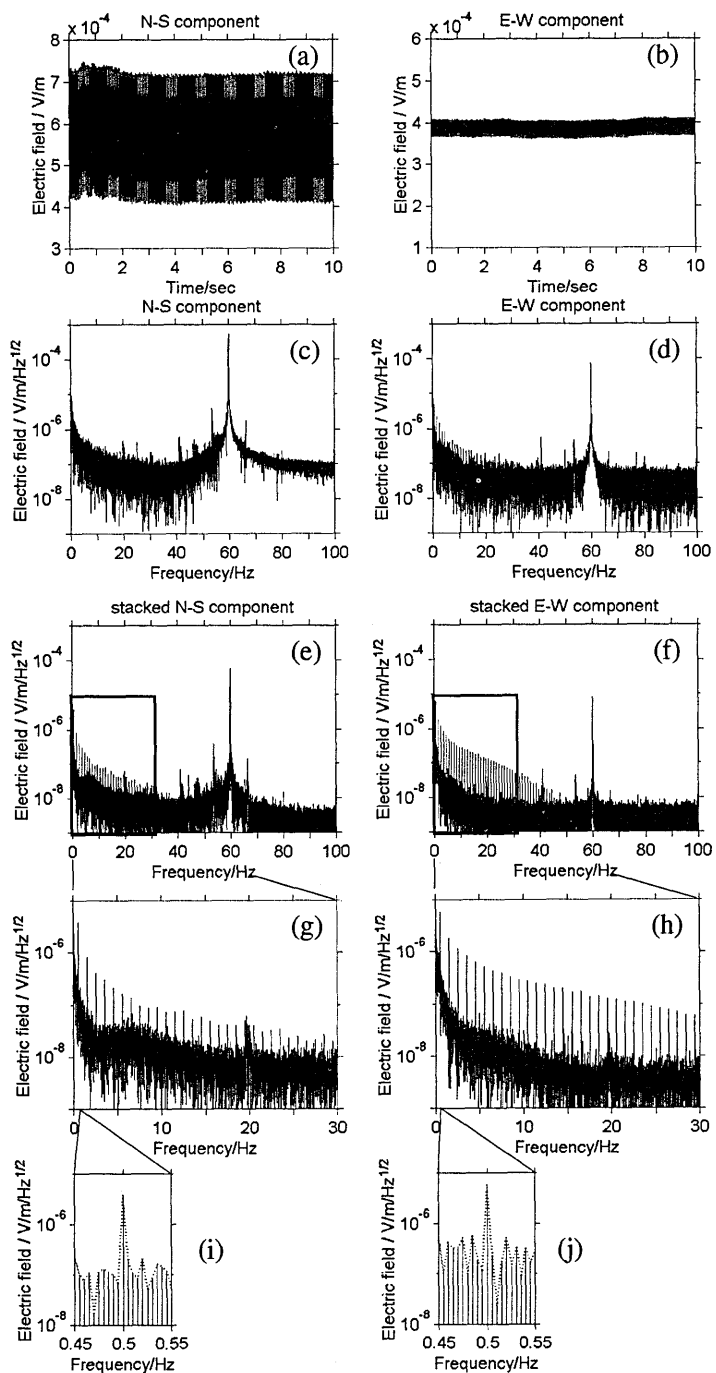 N-S component
E-W component
x 10⁻⁴
(a)
Electric field / V/m
8
7
6
5
4
3
0 2 4 6 8 10
Time/sec
x 10⁻⁴
(b)
Electric field / V/m
6
5
4
3
2
1
0 2 4 6 8 10
Time/sec
N-S component
(c)
Electric field / V/m/Hz^1/2
10⁻⁴
10⁻⁶
10⁻⁸
0 20 40 60 80 100
Frequency/Hz
E-W component
(d)
Electric field / V/m/Hz^1/2
10⁻⁴
10⁻⁶
10⁻⁸
0 20 40 60 80 100
Frequency/Hz
stacked N-S component
(e)
Electric field / V/m/Hz^1/2
10⁻⁴
10⁻⁶
10⁻⁸
0 20 40 60 80 100
Frequency/Hz
stacked E-W component
(f)
Electric field / V/m/Hz^1/2
10⁻⁴
10⁻⁶
10⁻⁸
0 20 40 60 80 100
Frequency/Hz
(g)
Electric field / V/m/Hz^1/2
10⁻⁶
10⁻⁸
0 10 20 30
Frequency/Hz
(h)
Electric field / V/m/Hz^1/2
10⁻⁶
10⁻⁸
0 10 20 30
Frequency/Hz
(i)
Electric field / V/m/Hz^1/2
10⁻⁶
10⁻⁸
0.45 0.5 0.55
Frequency/Hz
(j)
Electric field / V/m/Hz^1/2
10⁻⁶
10⁻⁸
0.45 0.5 0.55
Frequency/Hz